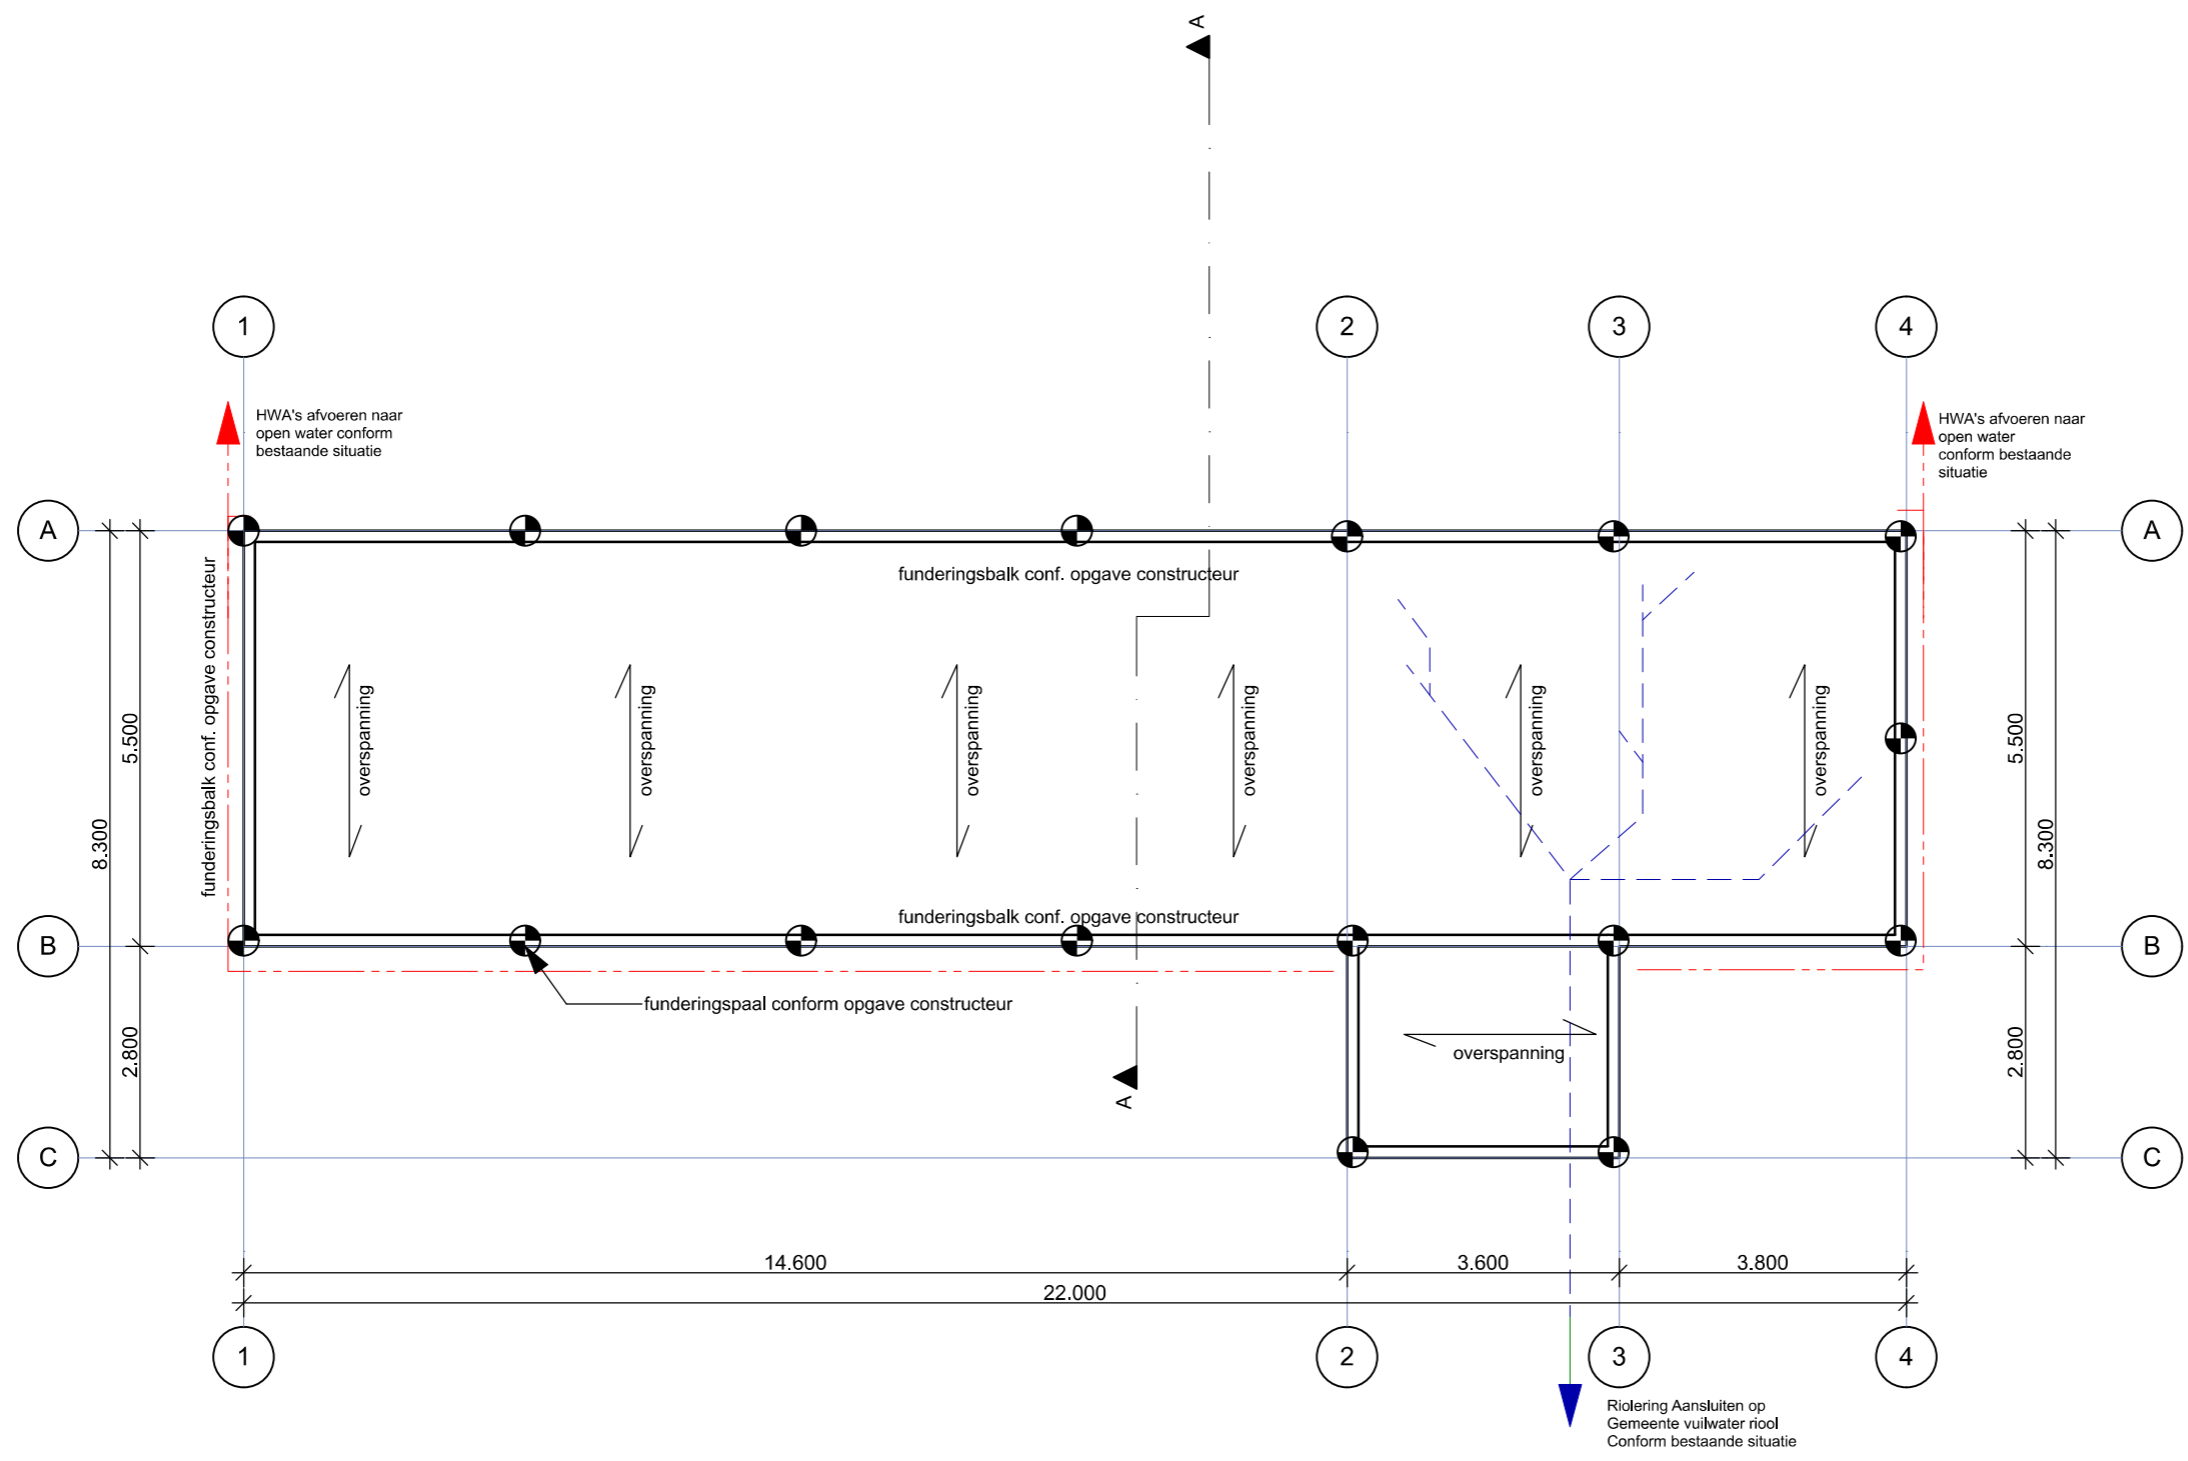 A
1
2
3
4
HWA's afvoeren naar
open water conform
bestaande situatie
HWA's afvoeren naar
open water
conform bestaande
situatie
A
A
funderingsbalk conf. opgave constructeur
funderingsbalk conf. opgave constructeur
5.500
8.300
overspanning
overspanning
overspanning
overspanning
overspanning
overspanning
5.500
8.300
funderingsbalk conf. opgave constructeur
B
B
funderingspaal conform opgave constructeur
2.800
overspanning
2.800
A
C
C
14.600
3.600
3.800
22.000
1
2
3
4
Riolering Aansluiten op
Gemeente vuilwater riool
Conform bestaande situatie